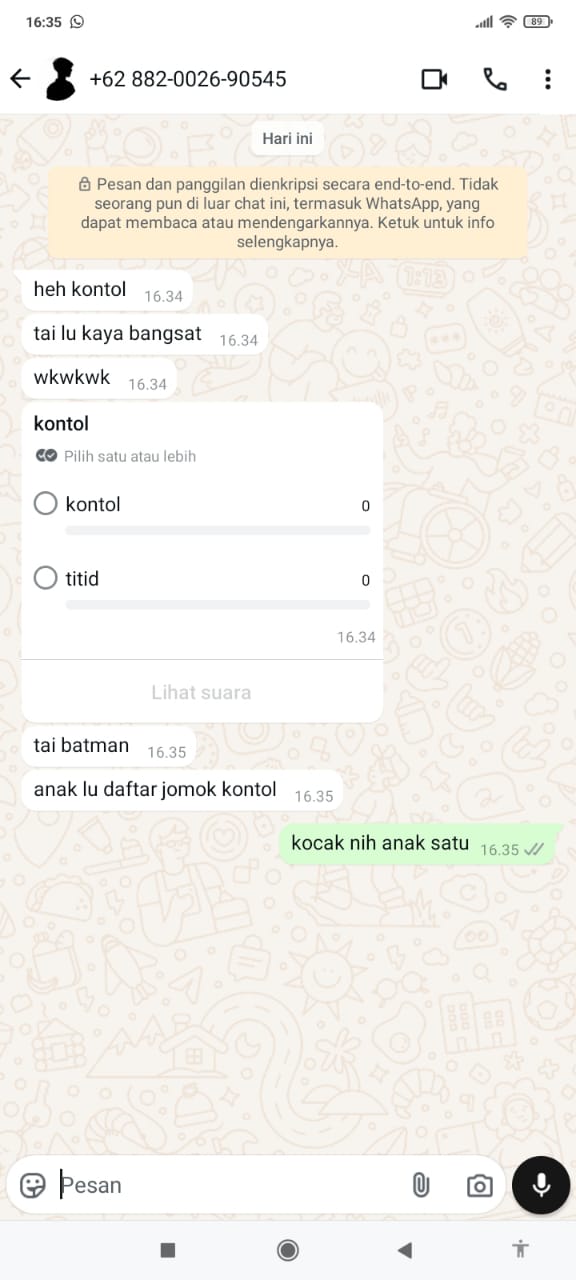 16:35
89
+62 882-0026-90545
Hari ini
Pesan dan panggilan dienkripsi secara end-to-end. Tidak
seorang pun di luar chat ini, termasuk WhatsApp, yang
dapat membaca atau mendengarkannya. Ketuk untuk info
selengkapnya.
heh kontol 16.34
tai lu kaya bangsat 16.34
wkwkwk 16.34
kontol
Pilih satu atau lebih
kontol 0
titid 0
16.34
Lihat suara
tai batman 16.35
anak lu daftar jomok kontol 16.35
kocak nih anak satu 16.35
Pesan